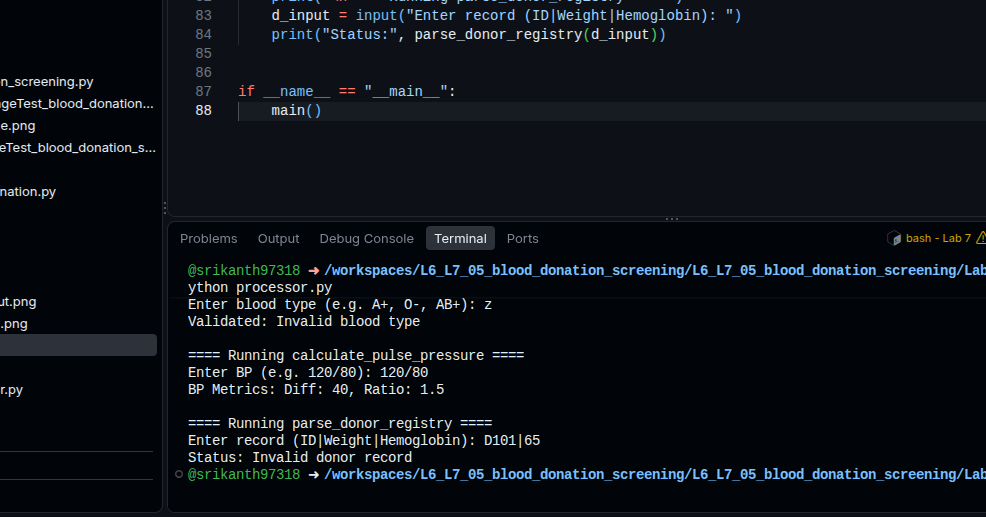 83 d_input = input("Enter record (ID|Weight|Hemoglobin): ")
84 print("Status:", parse_donor_registry(d_input))
85
86
87 if __name__ == "__main__":
88 main()
n_screening.py
geTest_blood_donation...
e.png
eTest_blood_donation_s...
nation.py
ut.png
.png
r.py
Problems Output Debug Console Terminal Ports bash - Lab 7
@srikanth97318 ➜ /workspaces/L6_L7_05_blood_donation_screening/L6_L7_05_blood_donation_screening/Lab
ython processor.py
Enter blood type (e.g. A+, O-, AB+): z
Validated: Invalid blood type
==== Running calculate_pulse_pressure ====
Enter BP (e.g. 120/80): 120/80
BP Metrics: Diff: 40, Ratio: 1.5
==== Running parse_donor_registry ====
Enter record (ID|Weight|Hemoglobin): D101|65
Status: Invalid donor record
@srikanth97318 ➜ /workspaces/L6_L7_05_blood_donation_screening/L6_L7_05_blood_donation_screening/Lab